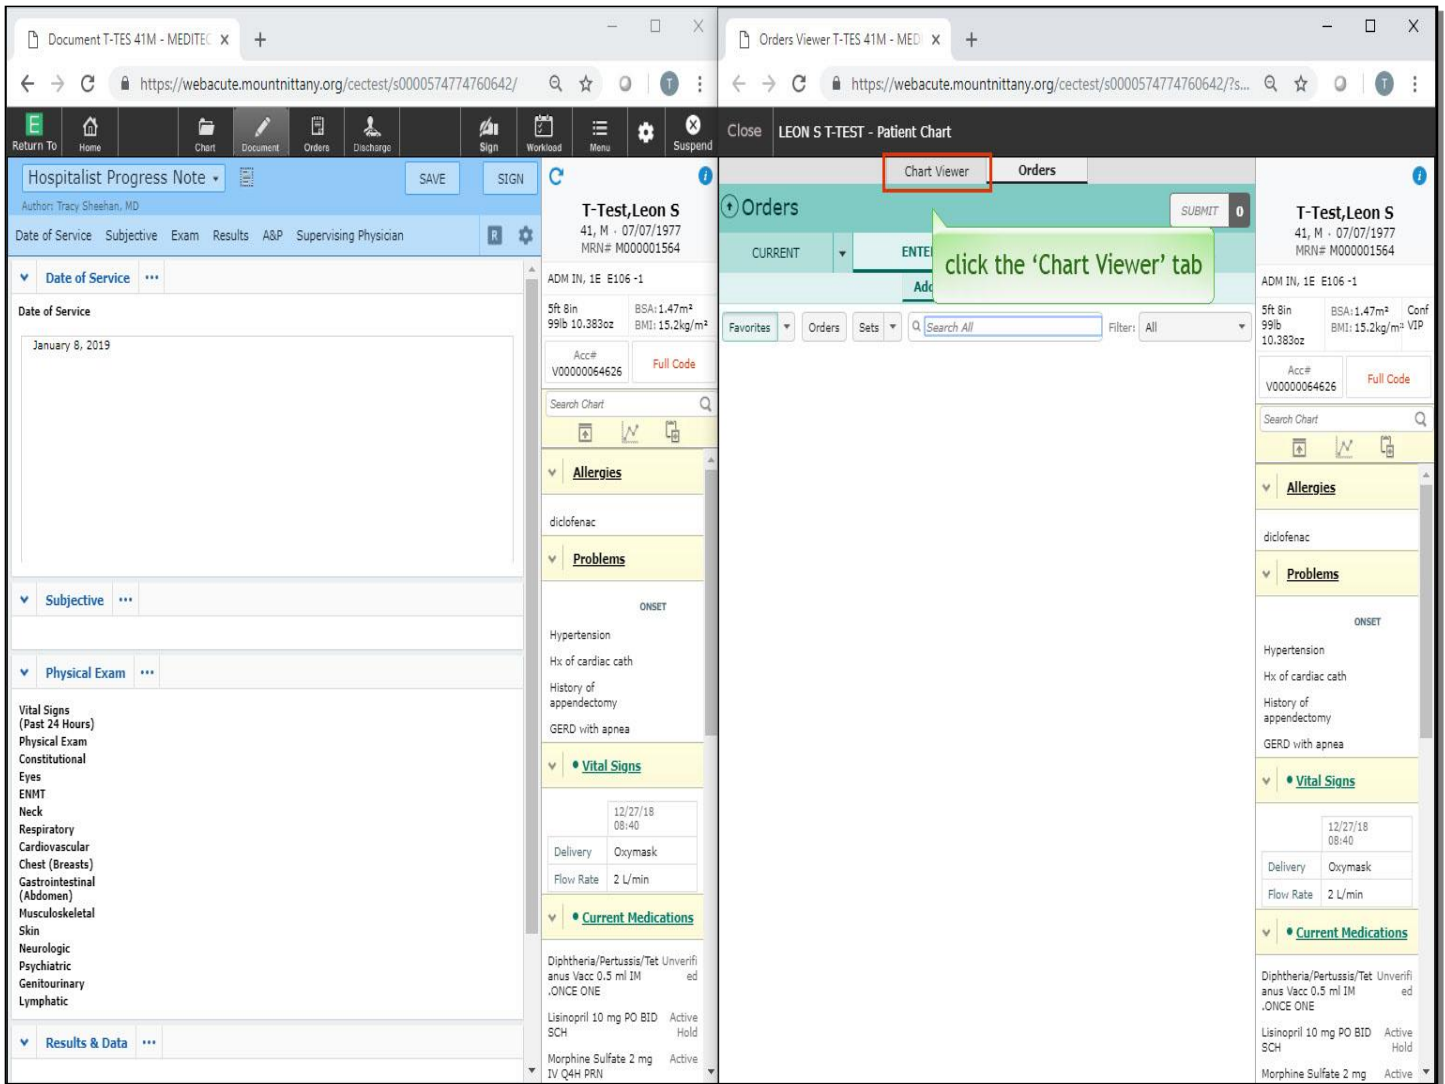 Document T-TES 41M - MEDITEC
https://webacute.mountnittany.org/cectest/s0000574774760642/
T
E
Return To
Home
Chart
Document
Orders
Discharge
Sign
Workload
Menu
Suspend
Hospitalist Progress Note
SAVE
SIGN
Author: Tracy Sheehan, MD
Date of Service Subjective Exam Results A&P Supervising Physician
R
Date of Service
Date of Service
January 8, 2019
Subjective
Physical Exam
Vital Signs
(Past 24 Hours)
Physical Exam
Constitutional
Eyes
ENMT
Neck
Respiratory
Cardiovascular
Chest (Breasts)
Gastrointestinal
(Abdomen)
Musculoskeletal
Skin
Neurologic
Psychiatric
Genitourinary
Lymphatic
Results & Data
T-Test,Leon S
41, M · 07/07/1977
MRN# M000001564
ADM IN, 1E E106 -1
5ft 8in
99lb 10.383oz
BSA:1.47m²
BMI: 15.2kg/m²
Acc#
V00000064626
Full Code
Search Chart
Allergies
diclofenac
Problems
ONSET
Hypertension
Hx of cardiac cath
History of
appendectomy
GERD with apnea
Vital Signs
12/27/18
08:40
Delivery Oxymask
Flow Rate 2 L/min
Current Medications
Diphtheria/Pertussis/Tet Unverifi
anus Vacc 0.5 ml IM ed
.ONCE ONE
Lisinopril 10 mg PO BID Active
SCH Hold
Morphine Sulfate 2 mg Active
IV Q4H PRN
Orders Viewer T-TES 41M - MED
https://webacute.mountnittany.org/cectest/s0000574774760642/?s...
T
Close LEON S T-TEST - Patient Chart
Chart Viewer
Orders
Orders
SUBMIT 0
CURRENT
ENTE
click the ‘Chart Viewer’ tab
Favorites
Orders
Sets
Search All
Filter: All
T-Test,Leon S
41, M · 07/07/1977
MRN# M000001564
ADM IN, 1E E106 -1
5ft 8in
99lb
10.383oz
BSA:1.47m²
BMI: 15.2kg/m²
Conf
VIP
Acc#
V00000064626
Full Code
Search Chart
Allergies
diclofenac
Problems
ONSET
Hypertension
Hx of cardiac cath
History of
appendectomy
GERD with apnea
Vital Signs
12/27/18
08:40
Delivery Oxymask
Flow Rate 2 L/min
Current Medications
Diphtheria/Pertussis/Tet Unverifi
anus Vacc 0.5 ml IM ed
.ONCE ONE
Lisinopril 10 mg PO BID Active
SCH Hold
Morphine Sulfate 2 mg Active